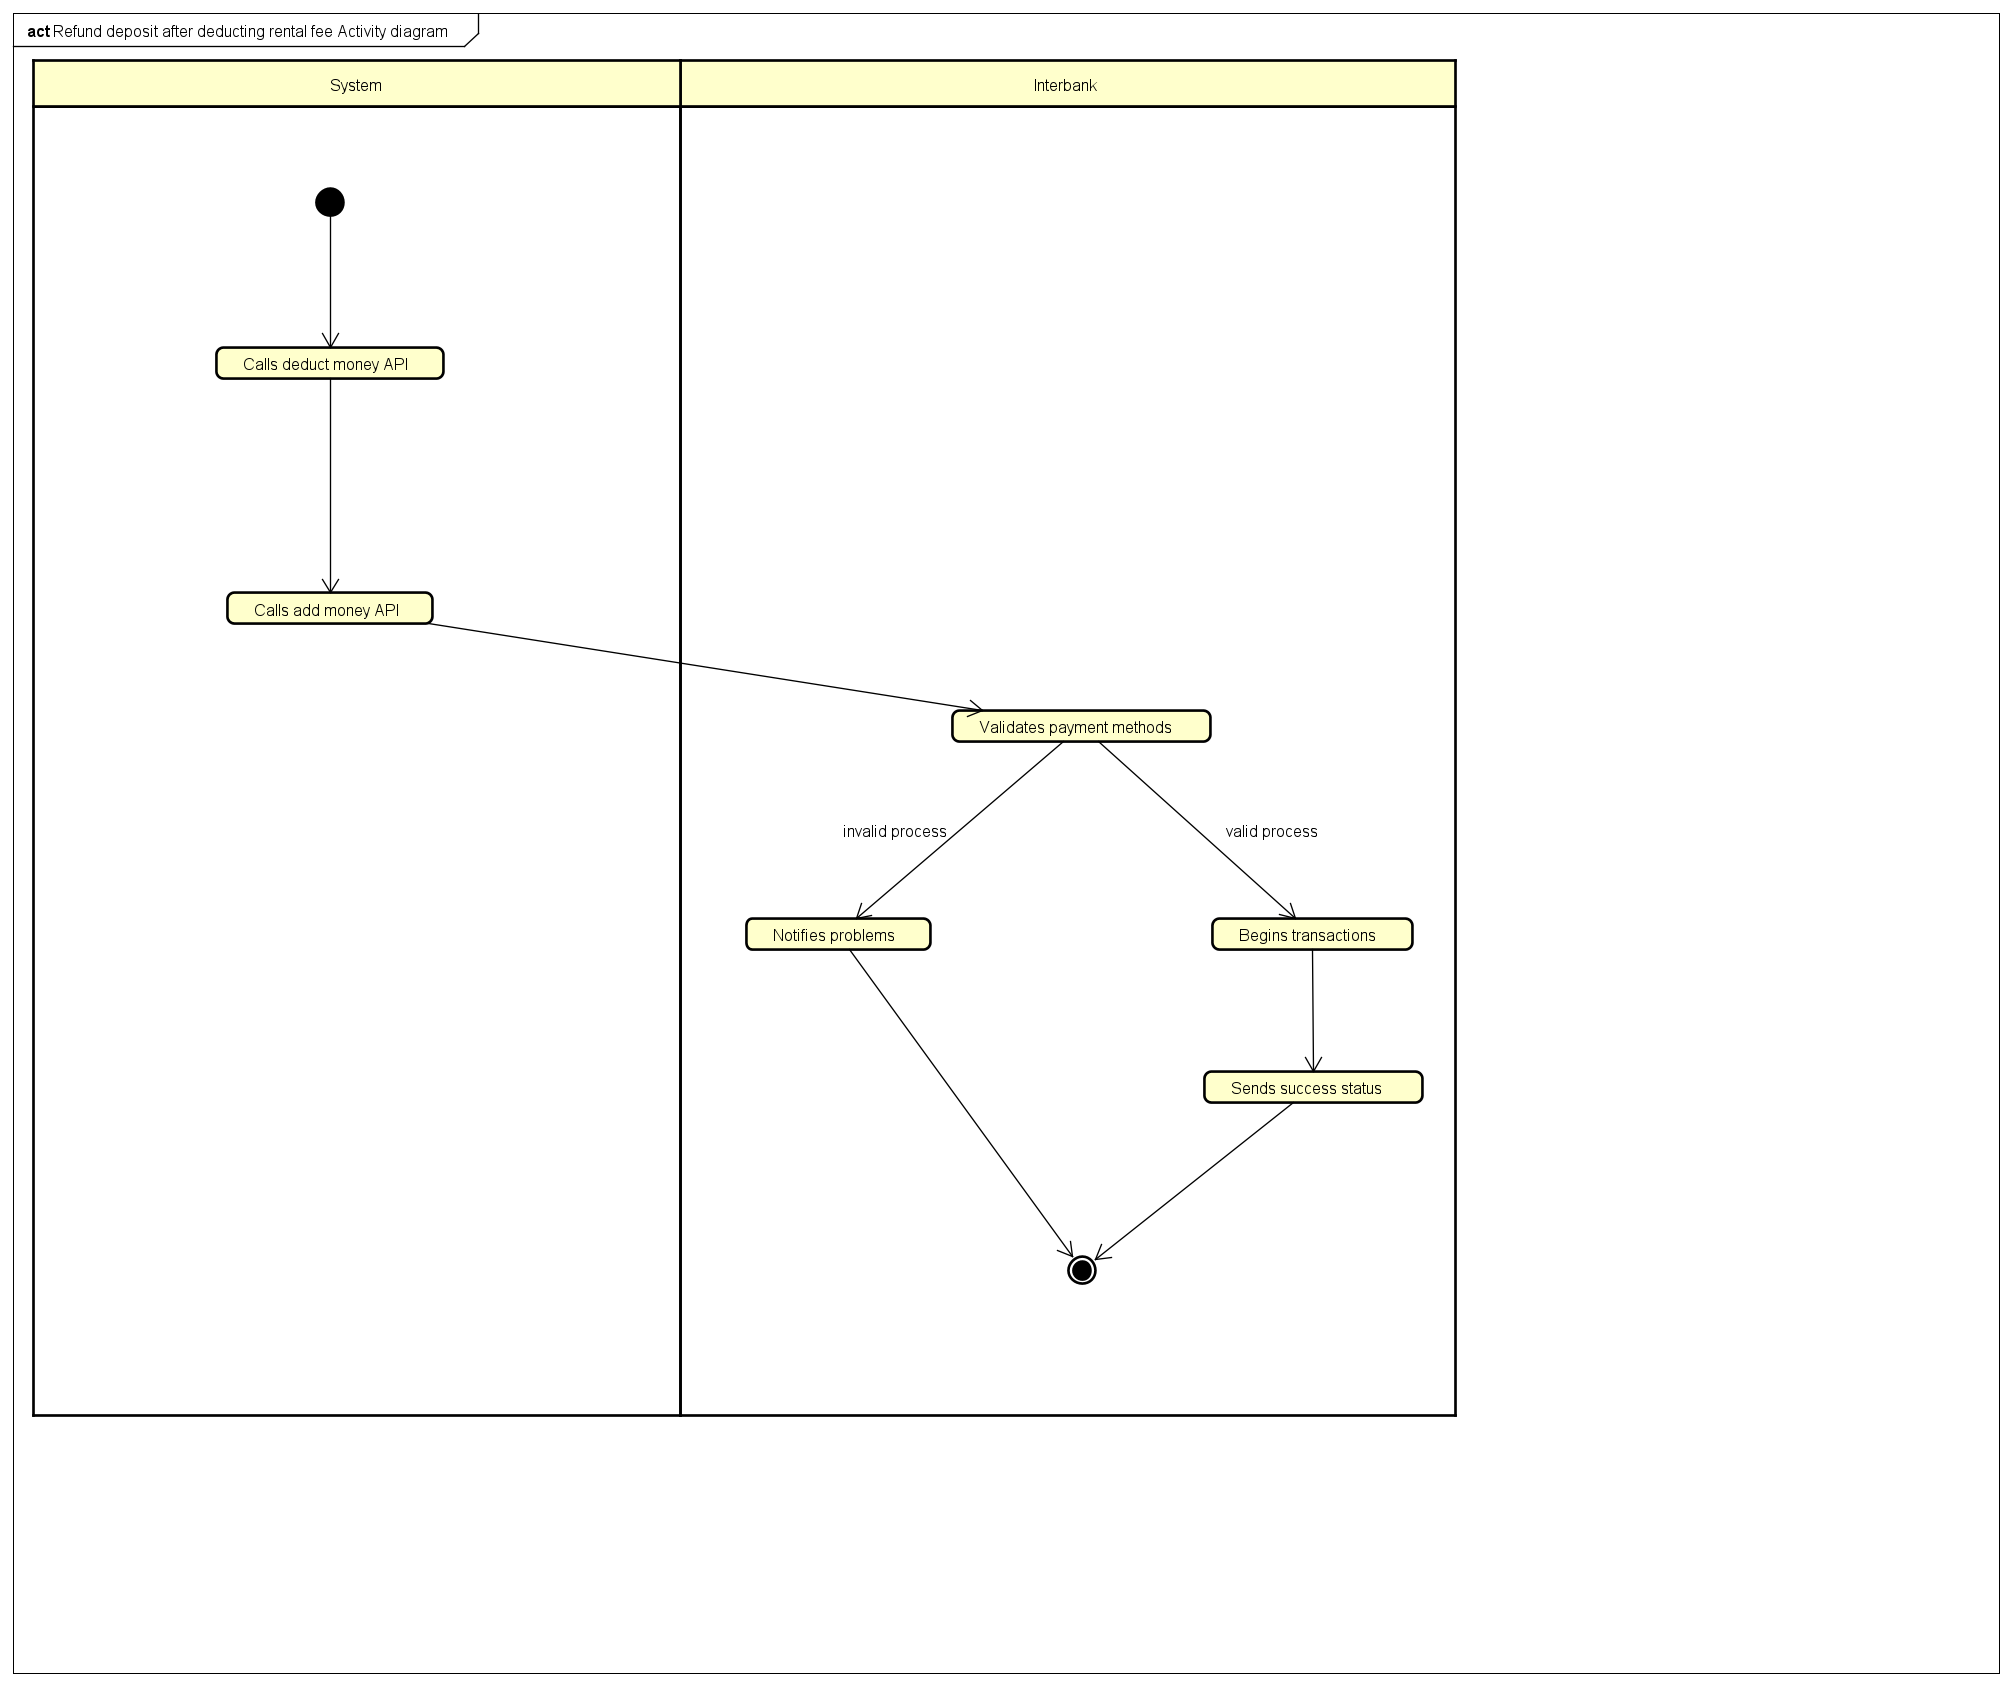 act Refund deposit after deducting rental fee Activity diagram
System
Interbank
Calls deduct money API
Calls add money API
Validates payment methods
invalid process
valid process
Notifies problems
Begins transactions
Sends success status